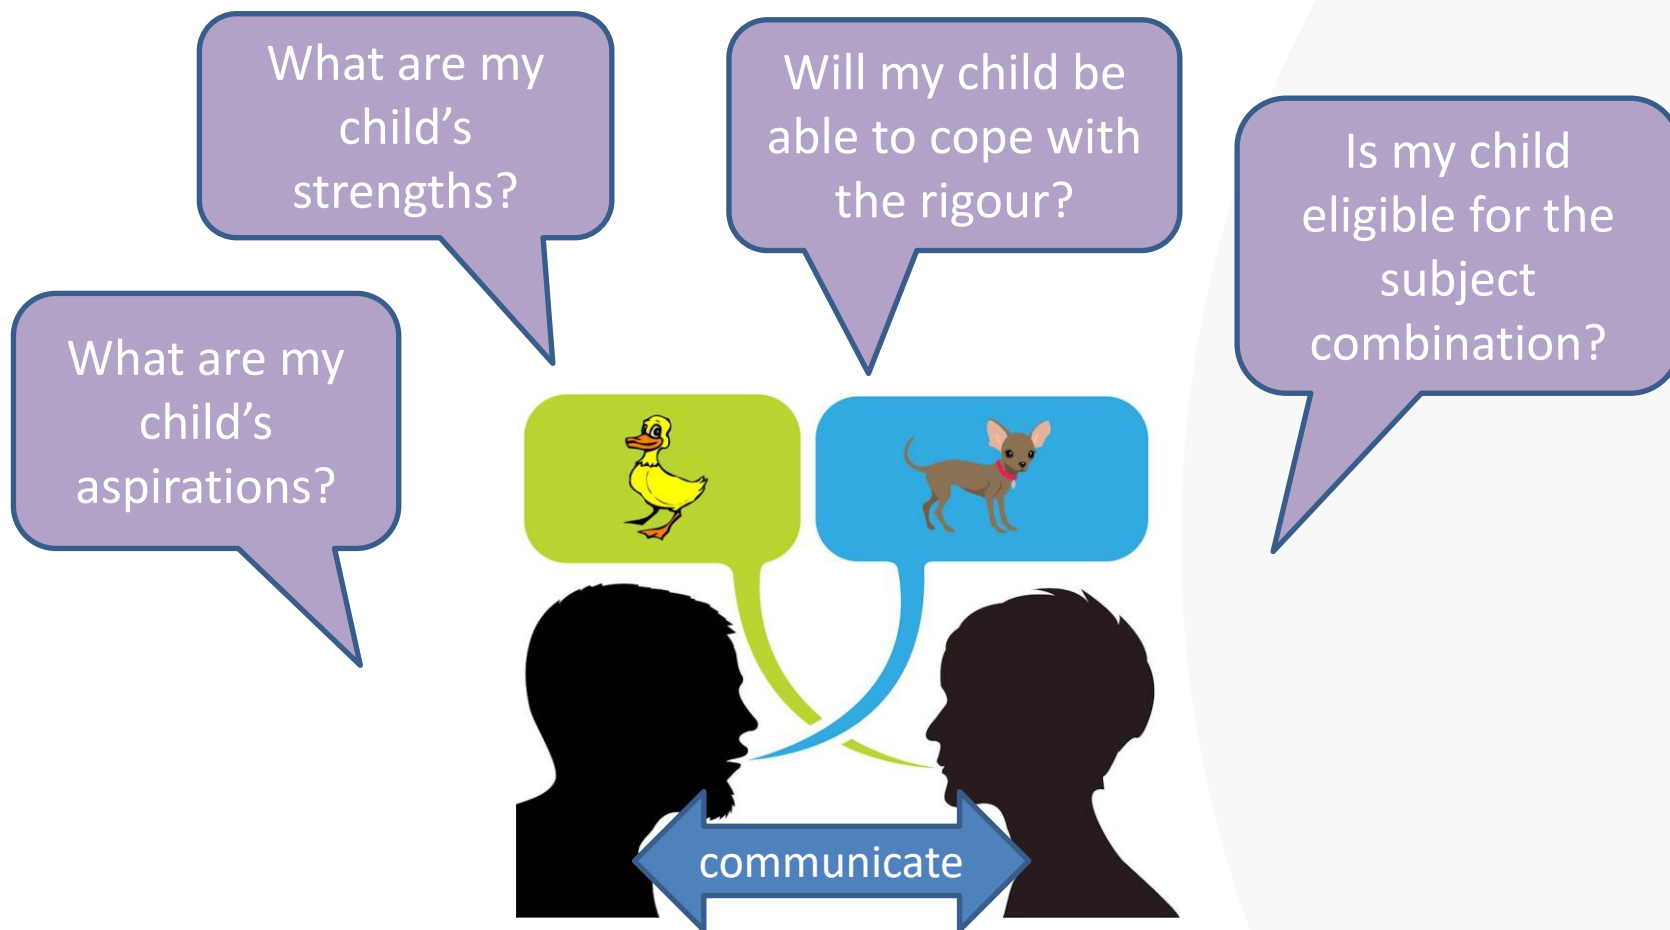 What are my
child’s
strengths?
Will my child be
able to cope with
the rigour?
Is my child
eligible for the
subject
combination?
What are my
child’s
aspirations?
communicate